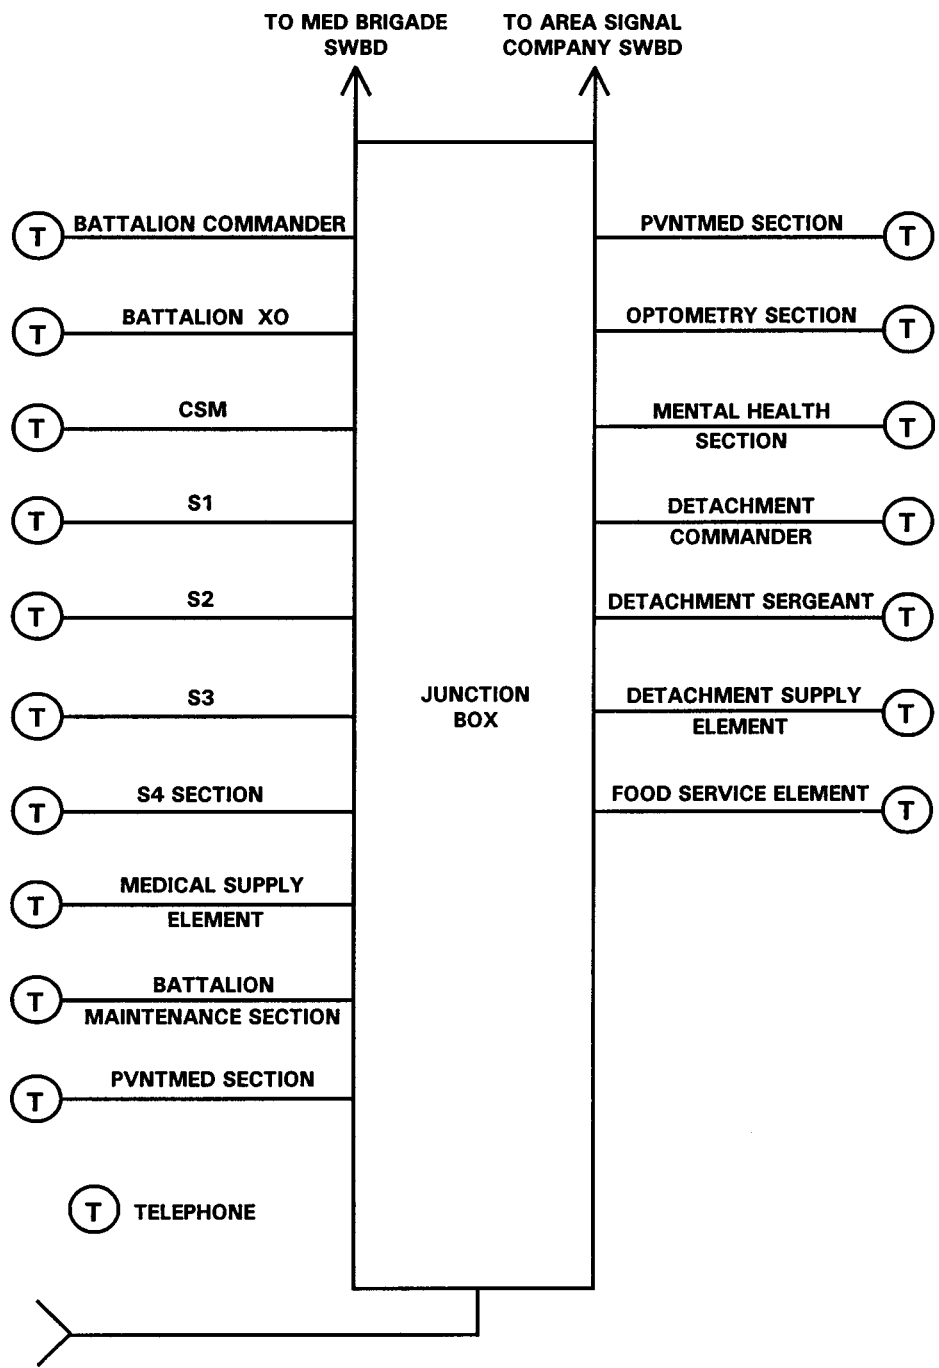 TO MED BRIGADE
SWBD
TO AREA SIGNAL
COMPANY SWBD
T BATTALION COMMANDER
T BATTALION XO
T CSM
T S1
T S2
T S3
T S4 SECTION
T MEDICAL SUPPLY
ELEMENT
T BATTALION
MAINTENANCE SECTION
T PVNTMED SECTION
JUNCTION
BOX
PVNTMED SECTION T
OPTOMETRY SECTION T
MENTAL HEALTH T
SECTION
DETACHMENT T
COMMANDER
DETACHMENT SERGEANT T
DETACHMENT SUPPLY T
ELEMENT
FOOD SERVICE ELEMENT T
T TELEPHONE